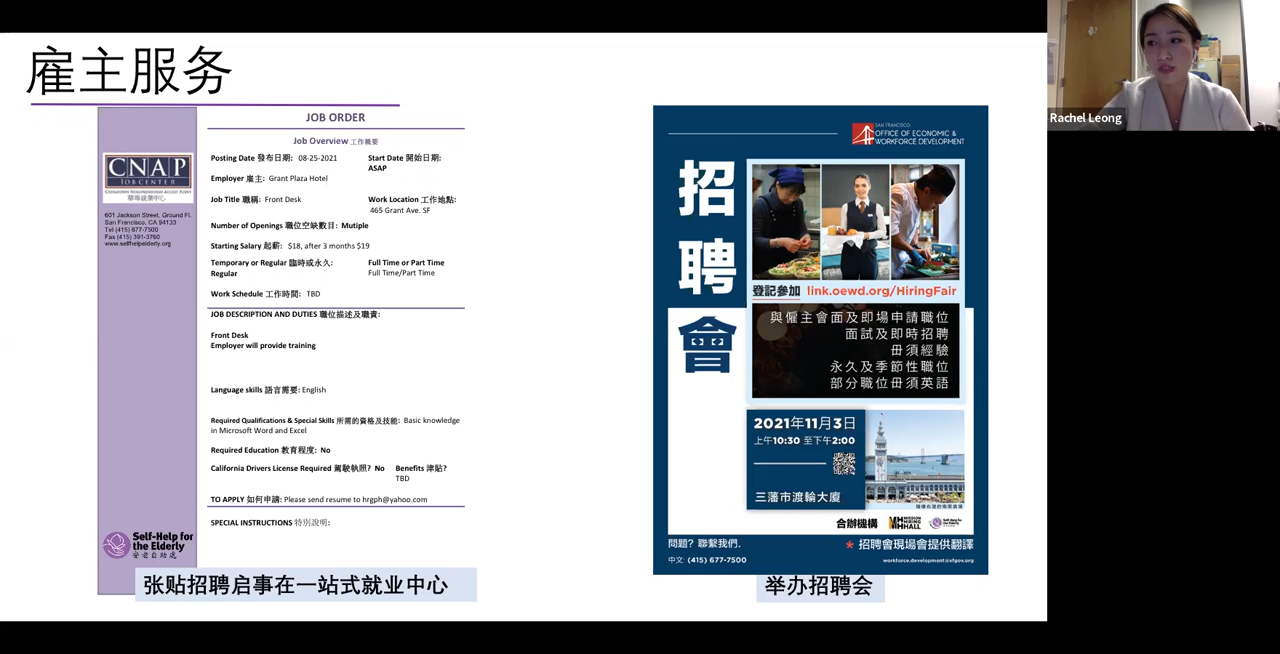 雇主服务
JOB ORDER
Job Overview 工作概要
Posting Date 發布日期: 08-25-2021
Start Date 開始日期:
ASAP
Employer 雇主: Grant Plaza Hotel
Job Title 職稱: Front Desk
Work Location 工作地點:
465 Grant Ave. SF
Number of Openings 職位空缺數目: Mutiple
Starting Salary 起薪: $18, after 3 months $19
Temporary or Regular 臨時或永久:
Regular
Full Time or Part Time
Full Time/Part Time
Work Schedule 工作時間: TBD
JOB DESCRIPTION AND DUTIES 職位描述及職責:
Front Desk
Employer will provide training
Language skills 語言需要: English
Required Qualifications & Special Skills 所需的資格及技能: Basic knowledge
in Microsoft Word and Excel
Required Education 教育程度: No
California Drivers License Required 駕駛執照? No
Benefits 津貼?
TBD
TO APPLY 如何申請: Please send resume to hrgph@yahoo.com
SPECIAL INSTRUCTIONS 特別說明:
CNAP
JOB CENTER
CHINATOWN NEIGHBORHOOD ACCESS POINT
華埠就業中心
601 Jackson Street, Ground Fl.
San Francisco, CA 94133
Tel (415) 677-7500
Fax (415) 391-3760
www.selfhelpelderly.org
Self-Help for
the Elderly
安老自助處
张贴招聘启事在一站式就业中心
SAN FRANCISCO
OFFICE OF ECONOMIC &
WORKFORCE DEVELOPMENT
招
聘
會
登記參加 link.oewd.org/HiringFair
與僱主會面及即場申請職位
面試及即時招聘
毋須經驗
永久及季節性職位
部分職位毋須英語
2021年11月3日
上午10:30 至下午2:00
三藩市渡輪大廈
合辦機構
MISSION
HIRING
HALL
Self-Help for
the Elderly
問題? 聯繫我們.
* 招聘會現場會提供翻譯
中文: (415) 677-7500
workforce.development@sfgov.org
举办招聘会
Rachel Leong